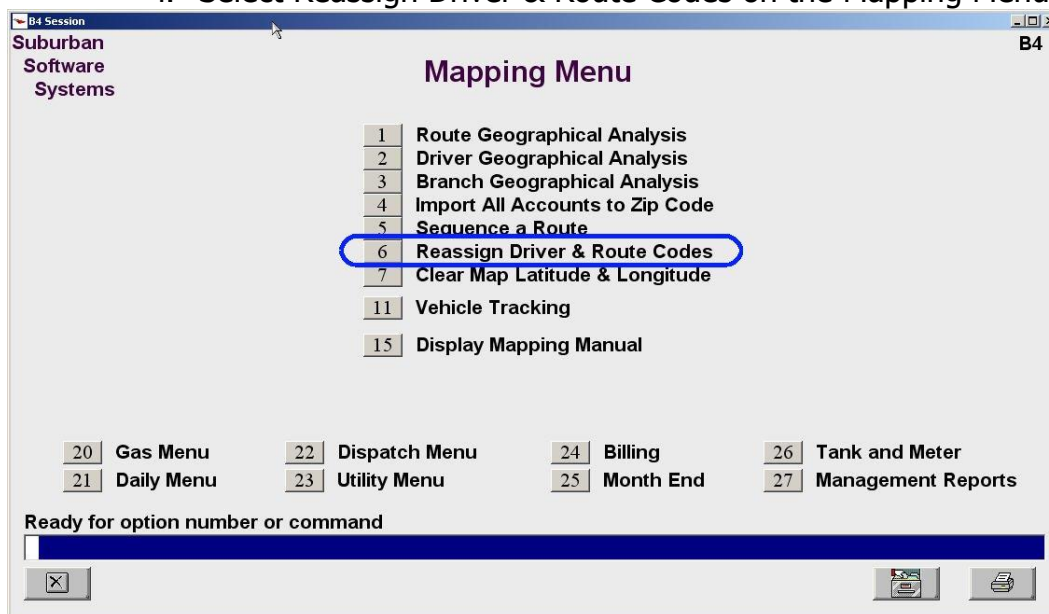 Select Reassign Driver & Route Codes on the Mapping Menu
B4 Session
Suburban B4
Software
Systems
Mapping Menu
1 Route Geographical Analysis
2 Driver Geographical Analysis
3 Branch Geographical Analysis
4 Import All Accounts to Zip Code
5 Sequence a Route
6 Reassign Driver & Route Codes
7 Clear Map Latitude & Longitude
11 Vehicle Tracking
15 Display Mapping Manual
20 Gas Menu 22 Dispatch Menu 24 Billing 26 Tank and Meter
21 Daily Menu 23 Utility Menu 25 Month End 27 Management Reports
Ready for option number or command